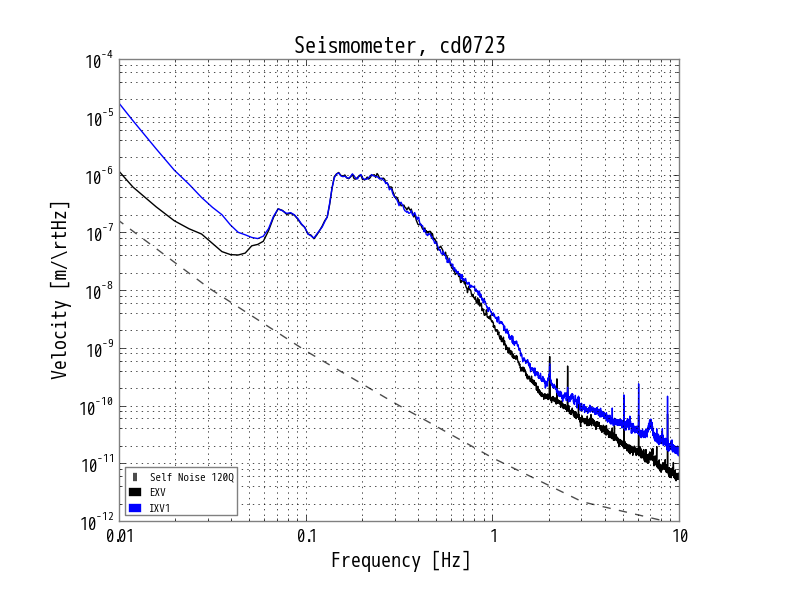 Seismometer, cd0723
10^-4
10^-5
10^-6
10^-7
10^-8
10^-9
10^-10
10^-11
10^-12
Velocity [m/\rtHz]
Self Noise 120Q
EXV
IXV1
0.01 0.1 1 10
Frequency [Hz]